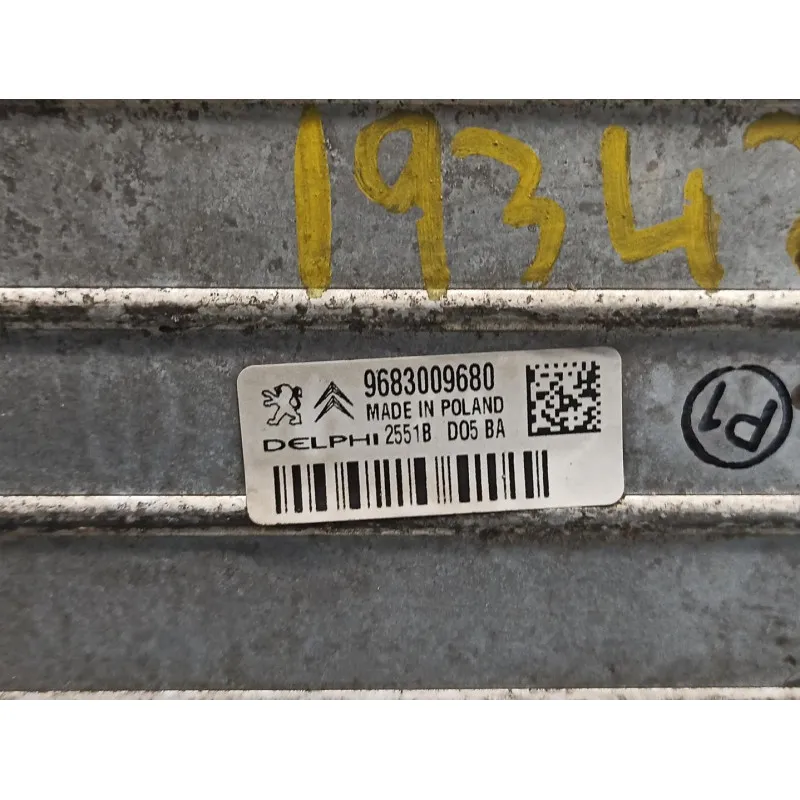 1934
9683009680
MADE IN POLAND
DELPHI 2551B D05 BA
P1